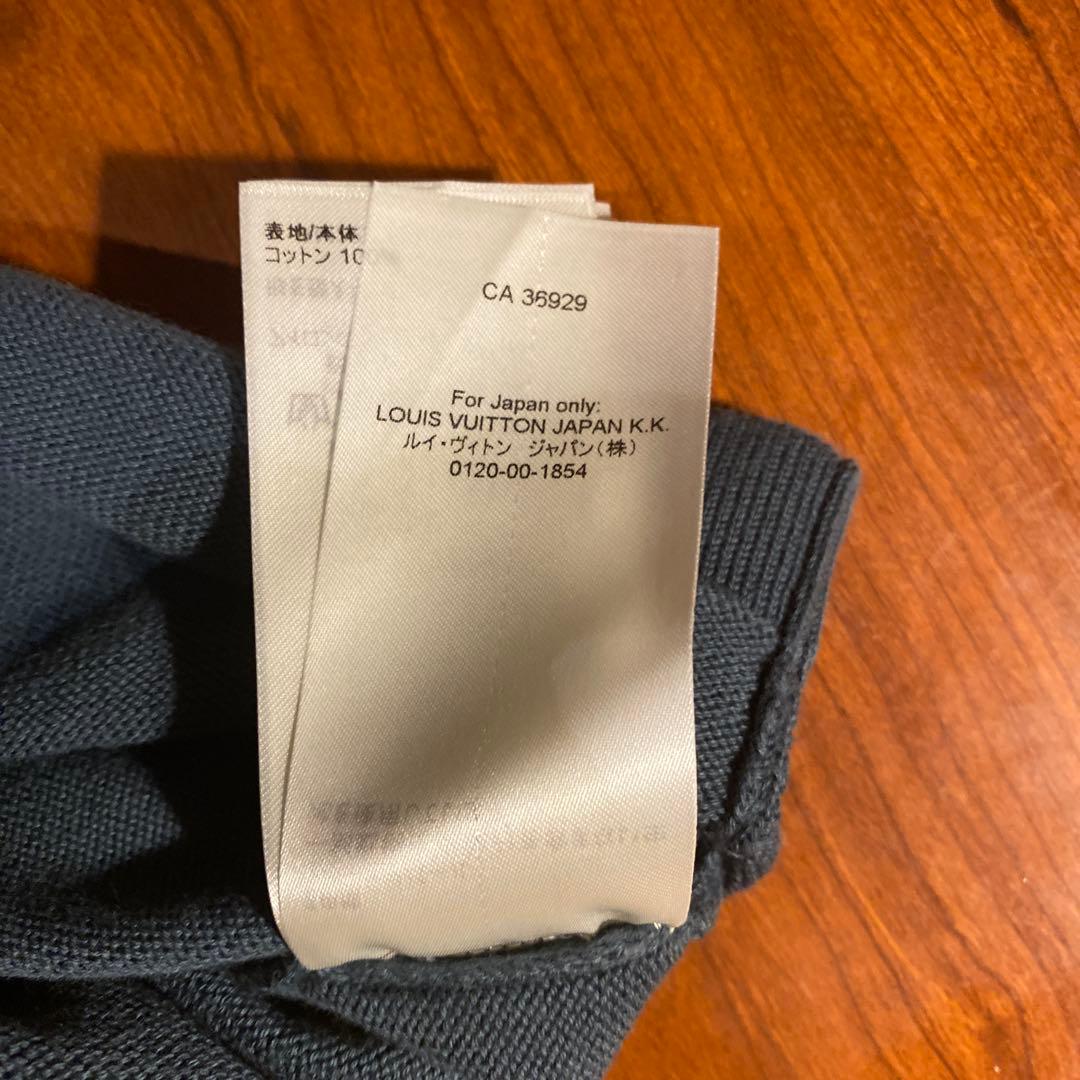 表地/本体
コットン 10
CA 36929
For Japan only:
LOUIS VUITTON JAPAN K.K.
ルイ・ヴィトン ジャパン(株)
0120-00-1854